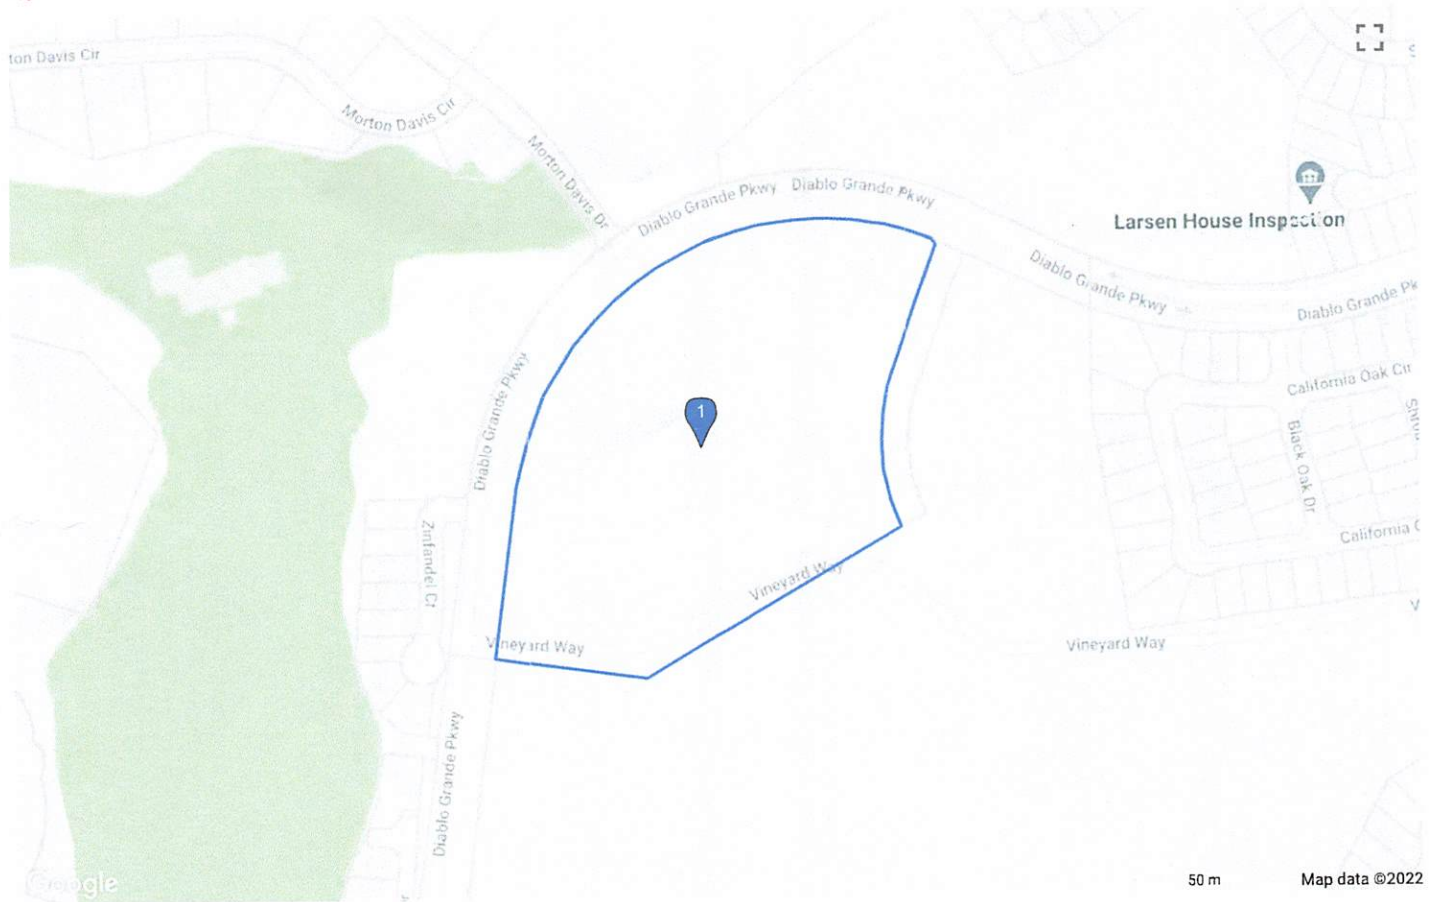 ton Davis Cir
Morton Davis Cir
Morton Davis Dr
Diablo Grande Pkwy
Diablo Grande Pkwy
Larsen House Inspection
Diablo Grande Pkwy
Diablo Grande Pk
Diablo Grande Pkwy
California Oak Cir
1
Black Oak Dr
Zinfandel Ct
California
Vineyard Way
Vineyard Way
Vineyard Way
Diablo Grande Pkwy
Google
50 m
Map data ©2022